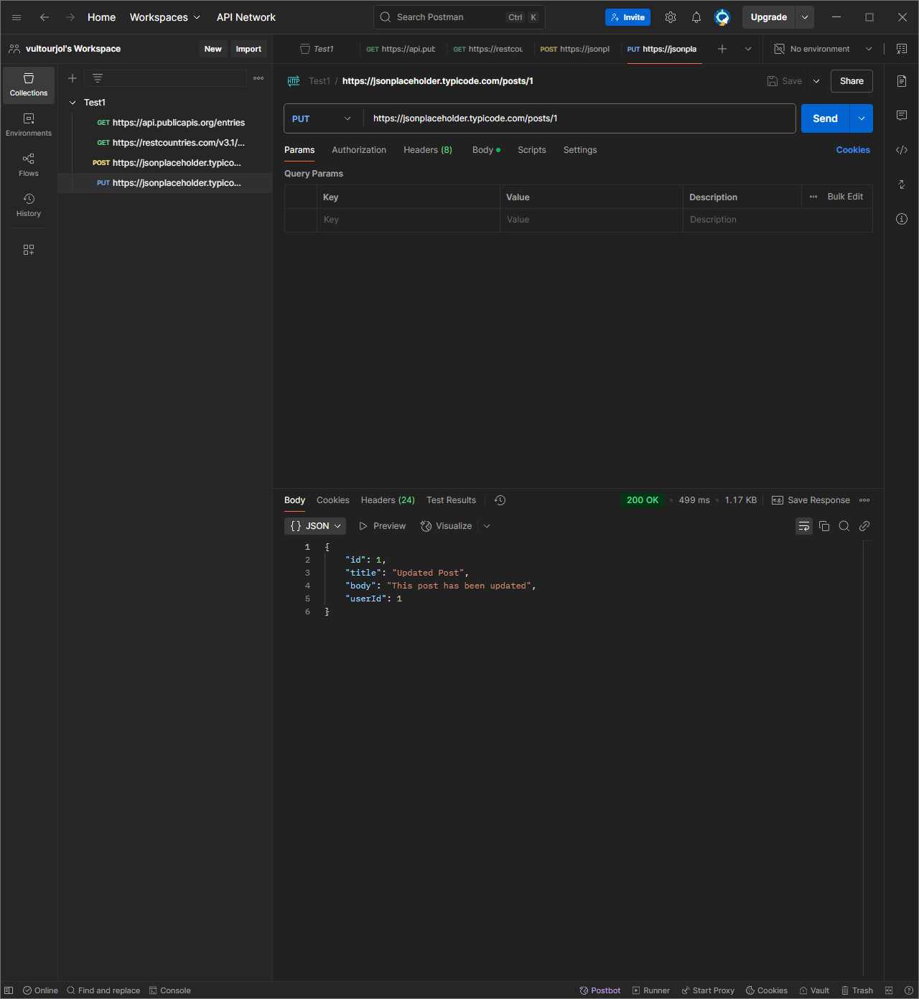 Home Workspaces API Network Search Postman Ctrl K Invite Upgrade
vultourjol's Workspace New Import Test1 GET https://api.put GET https://restcou POST https://jsonpl PUT https://jsonpla No environment
Collections
Environments
Flows
History
Test1
GET https://api.publicapis.org/entries
GET https://restcountries.com/v3.1/...
POST https://jsonplaceholder.typico...
PUT https://jsonplaceholder.typico...
HTTP Test1 / https://jsonplaceholder.typicode.com/posts/1 Save Share
PUT https://jsonplaceholder.typicode.com/posts/1 Send
Params Authorization Headers (8) Body Scripts Settings Cookies
Query Params
Key Value Description Bulk Edit
Key Value Description
Body Cookies Headers (24) Test Results 200 OK 499 ms 1.17 KB e.g. Save Response
{} JSON Preview Visualize
1 {
2 "id": 1,
3 "title": "Updated Post",
4 "body": "This post has been updated",
5 "userId": 1
6 }
Online Find and replace Console Postbot Runner Start Proxy Cookies Vault Trash